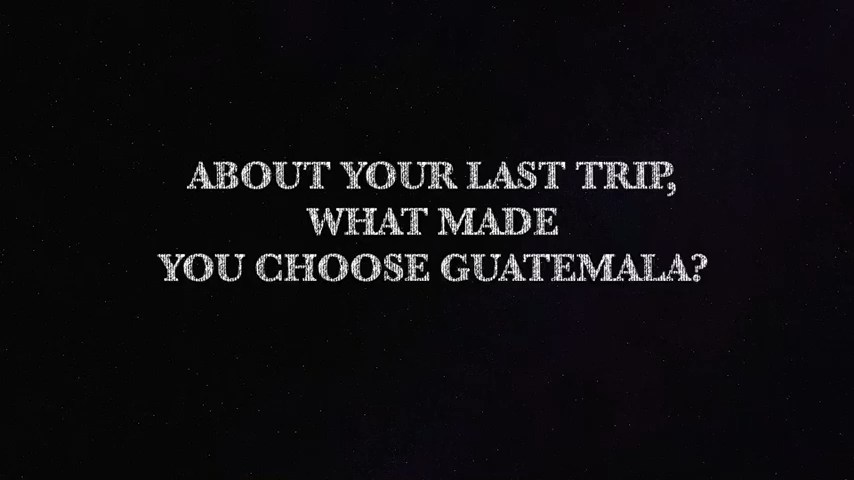 ABOUT YOUR LAST TRIP,
WHAT MADE
YOU CHOOSE GUATEMALA?